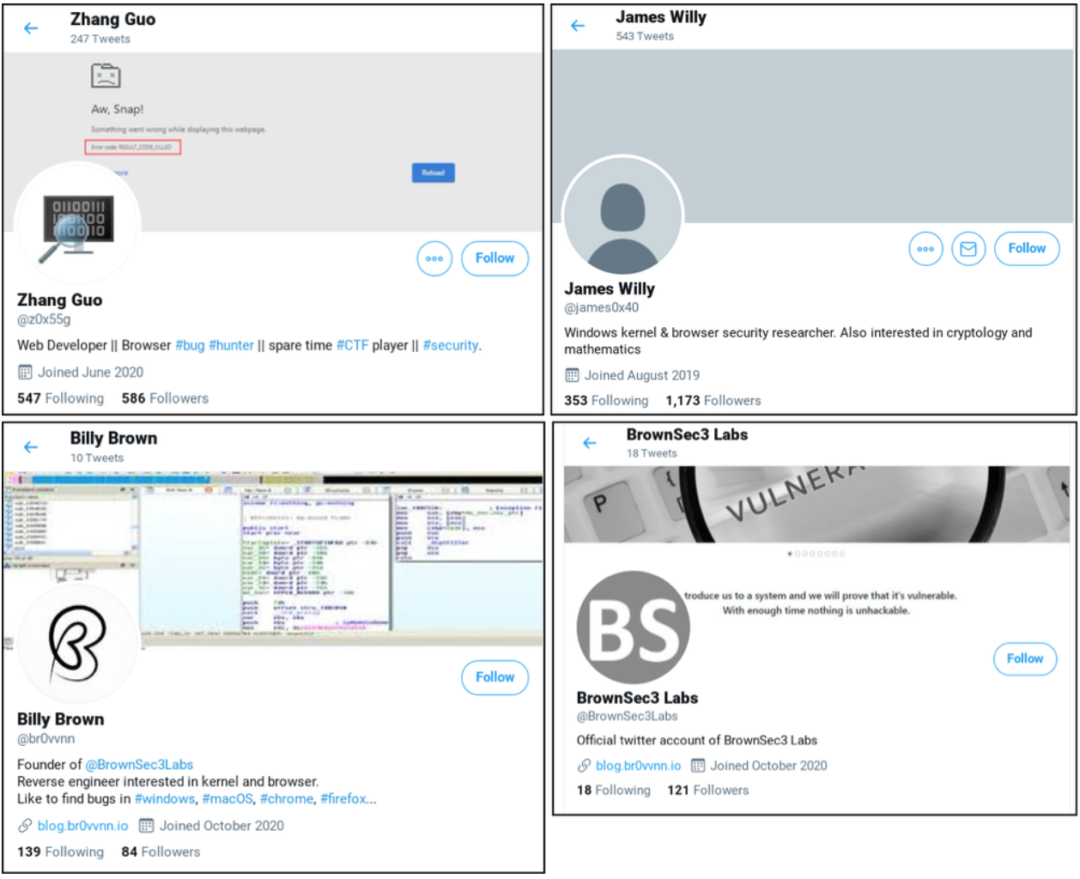 Zhang Guo
247 Tweets
Aw, Snap!
Something went wrong while displaying this webpage.
Error code: RESULT_CODE_KILLED
more
Reload
01100111
Follow
Zhang Guo
@z0x55g
Web Developer || Browser #bug #hunter || spare time #CTF player || #security.
Joined June 2020
547 Following 586 Followers
James Willy
543 Tweets
Follow
James Willy
@james0x40
Windows kernel & browser security researcher. Also interested in cryptology and
mathematics
Joined August 2019
353 Following 1,173 Followers
Billy Brown
10 Tweets
public start
start proc near
Follow
Billy Brown
@br0vvnn
Founder of @BrownSec3Labs
Reverse engineer interested in kernel and browser.
Like to find bugs in #windows, #macOS, #chrome, #firefox...
blog.br0vvnn.io Joined October 2020
139 Following 84 Followers
BrownSec3 Labs
18 Tweets
P {
VULNERA
troduce us to a system and we will prove that it's vulnerable.
With enough time nothing is unhackable.
BS
Follow
BrownSec3 Labs
@BrownSec3Labs
Official twitter account of BrownSec3 Labs
blog.br0vvnn.io Joined October 2020
18 Following 121 Followers